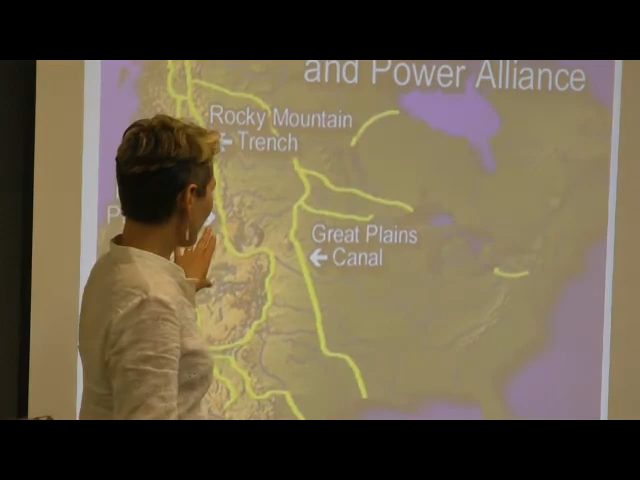 and Power Alliance
Rocky Mountain
← Trench
P
Great Plains
← Canal